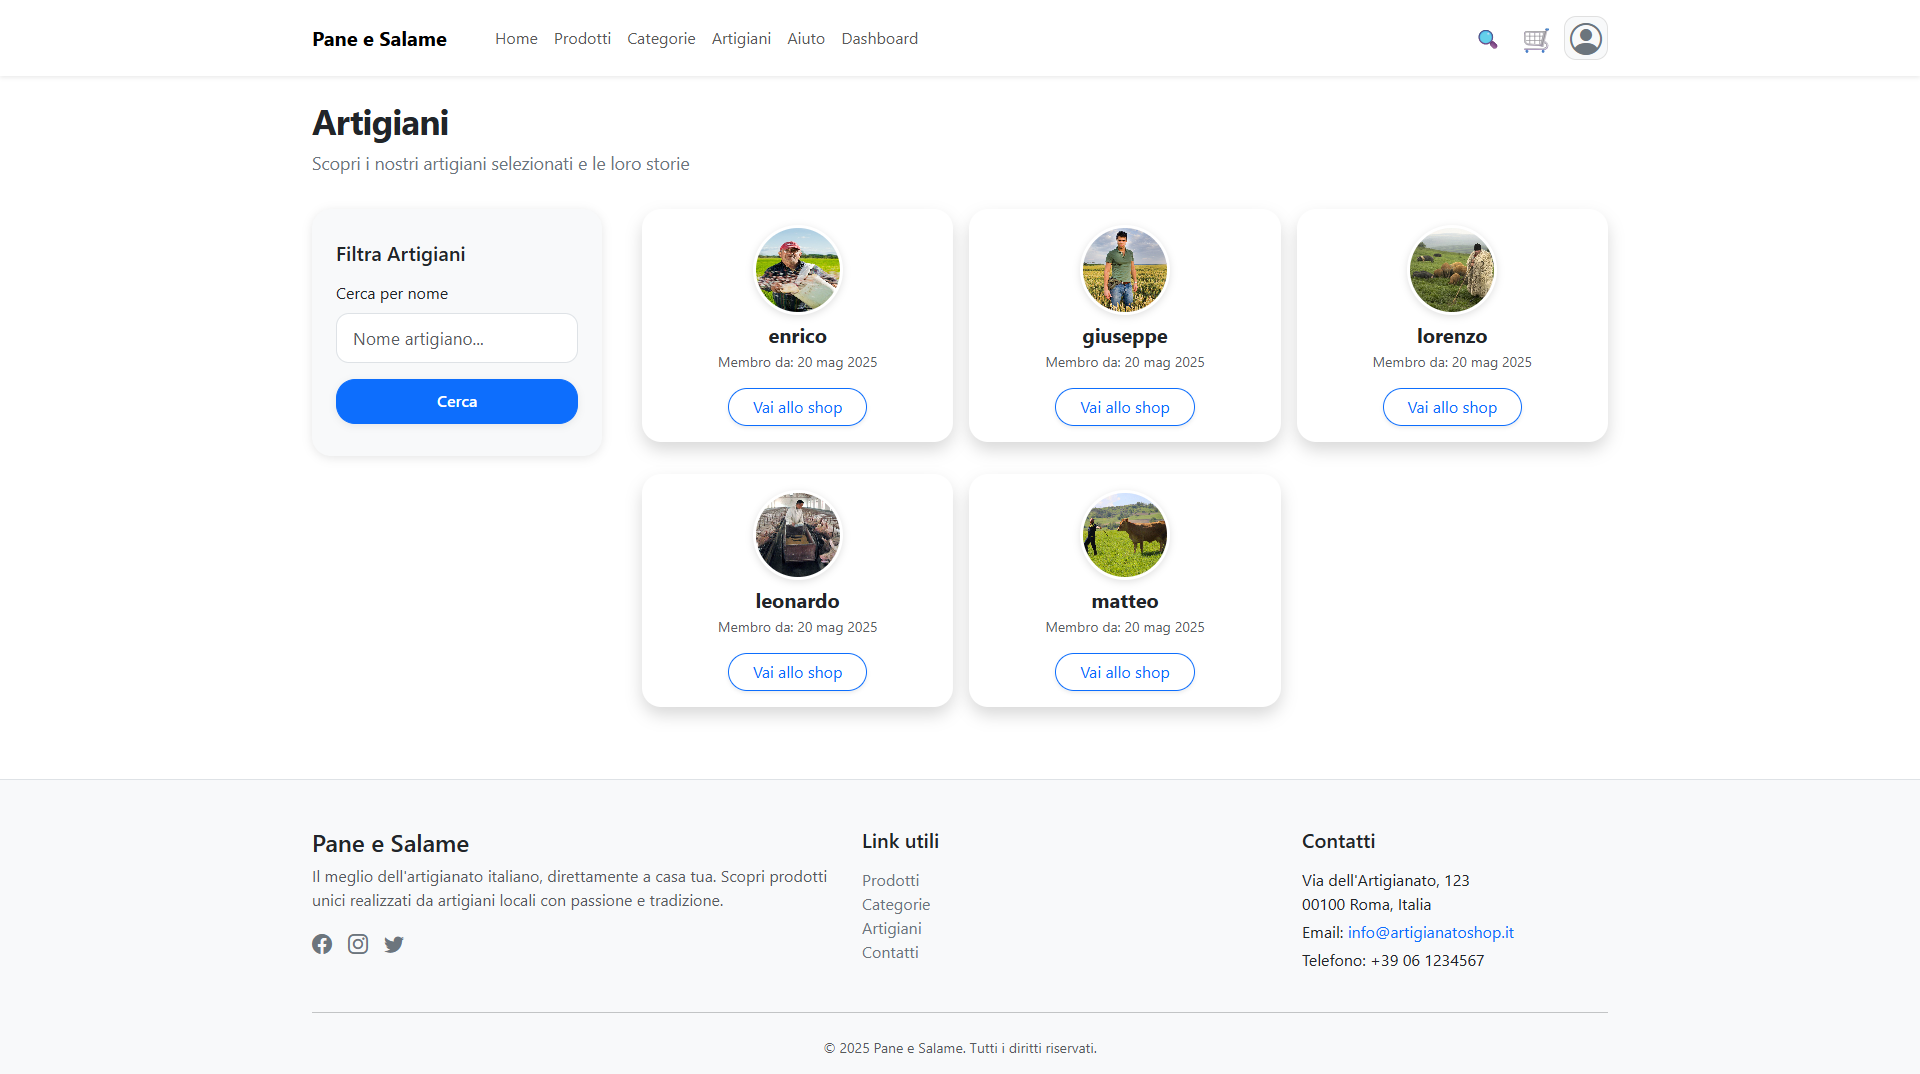 Pane e Salame
Home Prodotti Categorie Artigiani Aiuto Dashboard
Artigiani
Scopri i nostri artigiani selezionati e le loro storie
Filtra Artigiani
Cerca per nome
Nome artigiano...
Cerca
enrico
Membro da: 20 mag 2025
Vai allo shop
giuseppe
Membro da: 20 mag 2025
Vai allo shop
lorenzo
Membro da: 20 mag 2025
Vai allo shop
leonardo
Membro da: 20 mag 2025
Vai allo shop
matteo
Membro da: 20 mag 2025
Vai allo shop
Pane e Salame
Il meglio dell'artigianato italiano, direttamente a casa tua. Scopri prodotti
unici realizzati da artigiani locali con passione e tradizione.
Link utili
Prodotti
Categorie
Artigiani
Contatti
Contatti
Via dell'Artigianato, 123
00100 Roma, Italia
Email: info@artigianatoshop.it
Telefono: +39 06 1234567
© 2025 Pane e Salame. Tutti i diritti riservati.